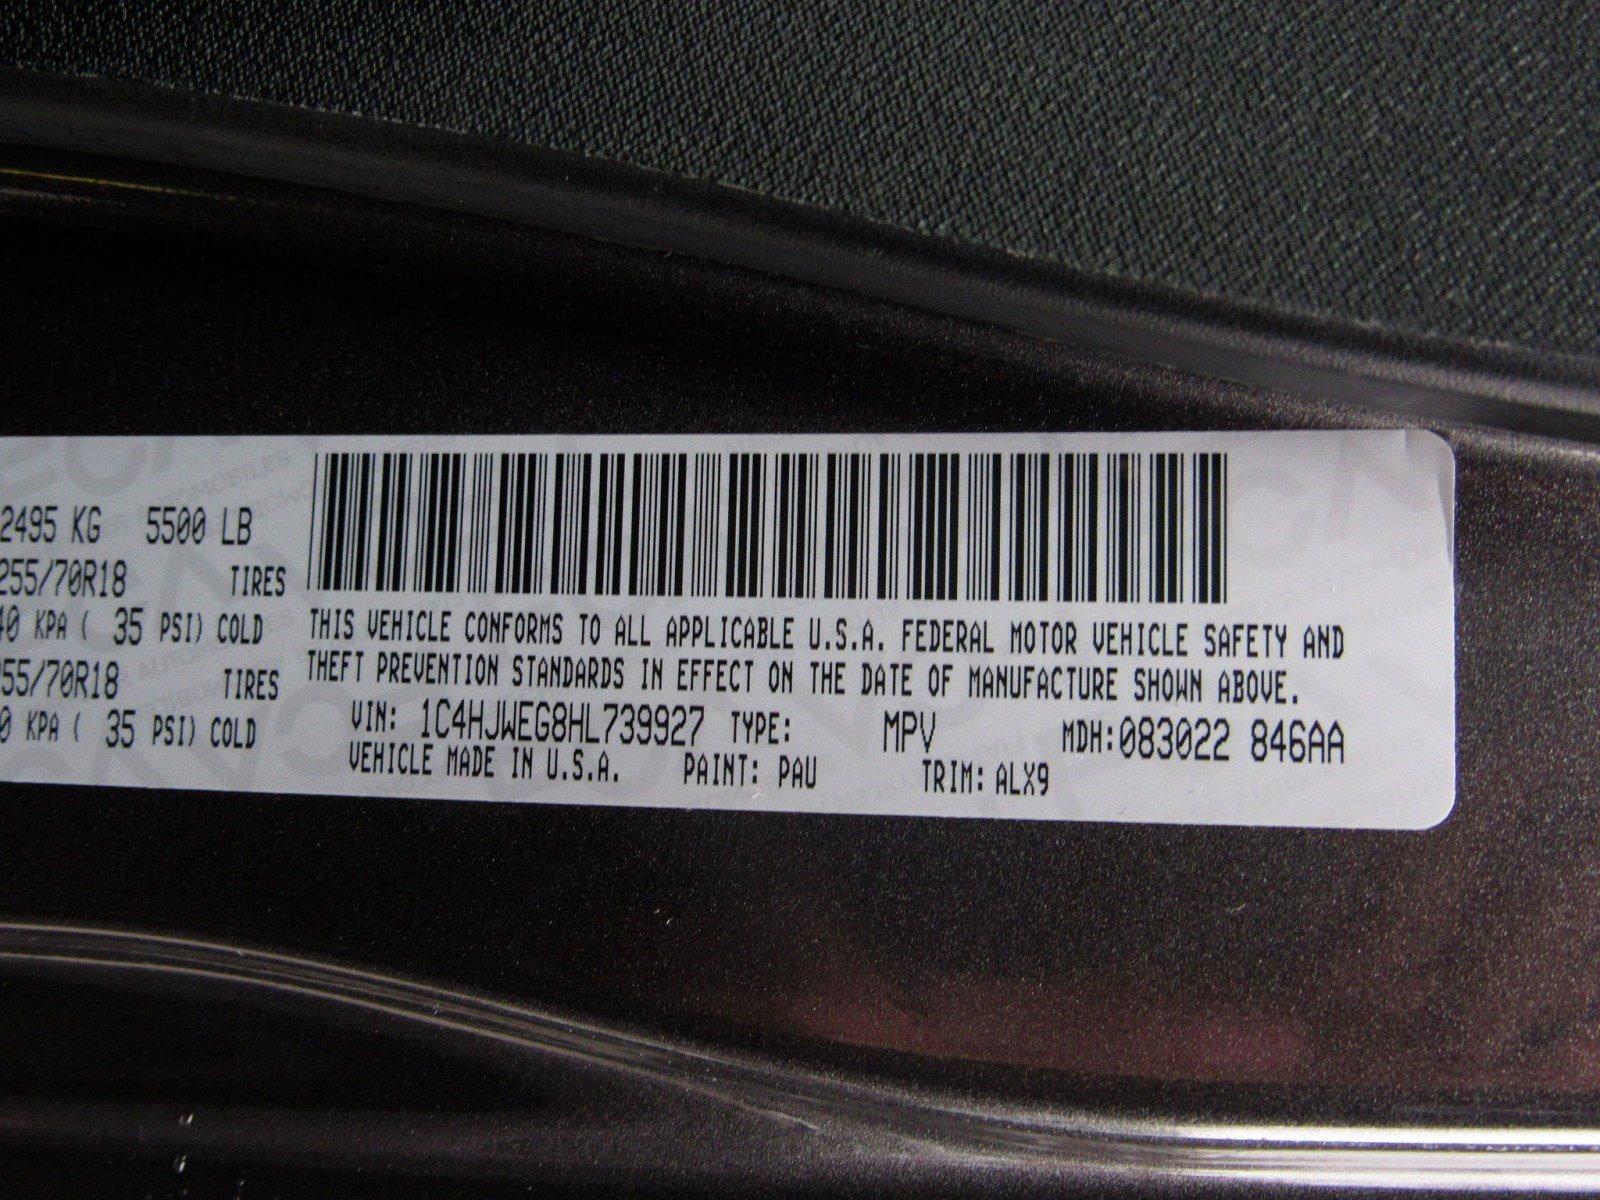 2495 KG 5500 LB
255/70R18 TIRES
40 KPA ( 35 PSI) COLD
255/70R18 TIRES
0 KPA ( 35 PSI) COLD
THIS VEHICLE CONFORMS TO ALL APPLICABLE U.S.A. FEDERAL MOTOR VEHICLE SAFETY AND
THEFT PREVENTION STANDARDS IN EFFECT ON THE DATE OF MANUFACTURE SHOWN ABOVE.
VIN: 1C4HJWEG8HL739927 TYPE: MPV MDH:083022 846AA
VEHICLE MADE IN U.S.A. PAINT: PAU TRIM: ALX9